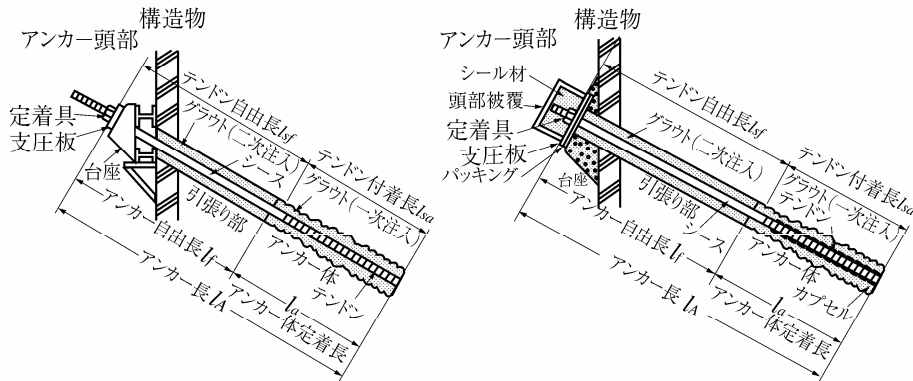 構造物
アンカー頭部
定着具
支圧板
台座
テンドン自由長lsf
グラウト(二次注入)
シース
テンドン付着長lsa
グラウト(一次注入)
引張り部
アンカー体
テンドン
アンカー自由長lf
アンカー長lA
la
アンカー体定着長
構造物
アンカー頭部
シール材
頭部被覆
定着具
支圧板
パッキング
台座
テンドン自由長lsf
グラウト(二次注入)
テンドン付着長lsa
グラウト(一次注入)
テンドン
引張り部
シース
アンカー体
カプセル
アンカー自由長lf
アンカー長lA
la
アンカー体定着長